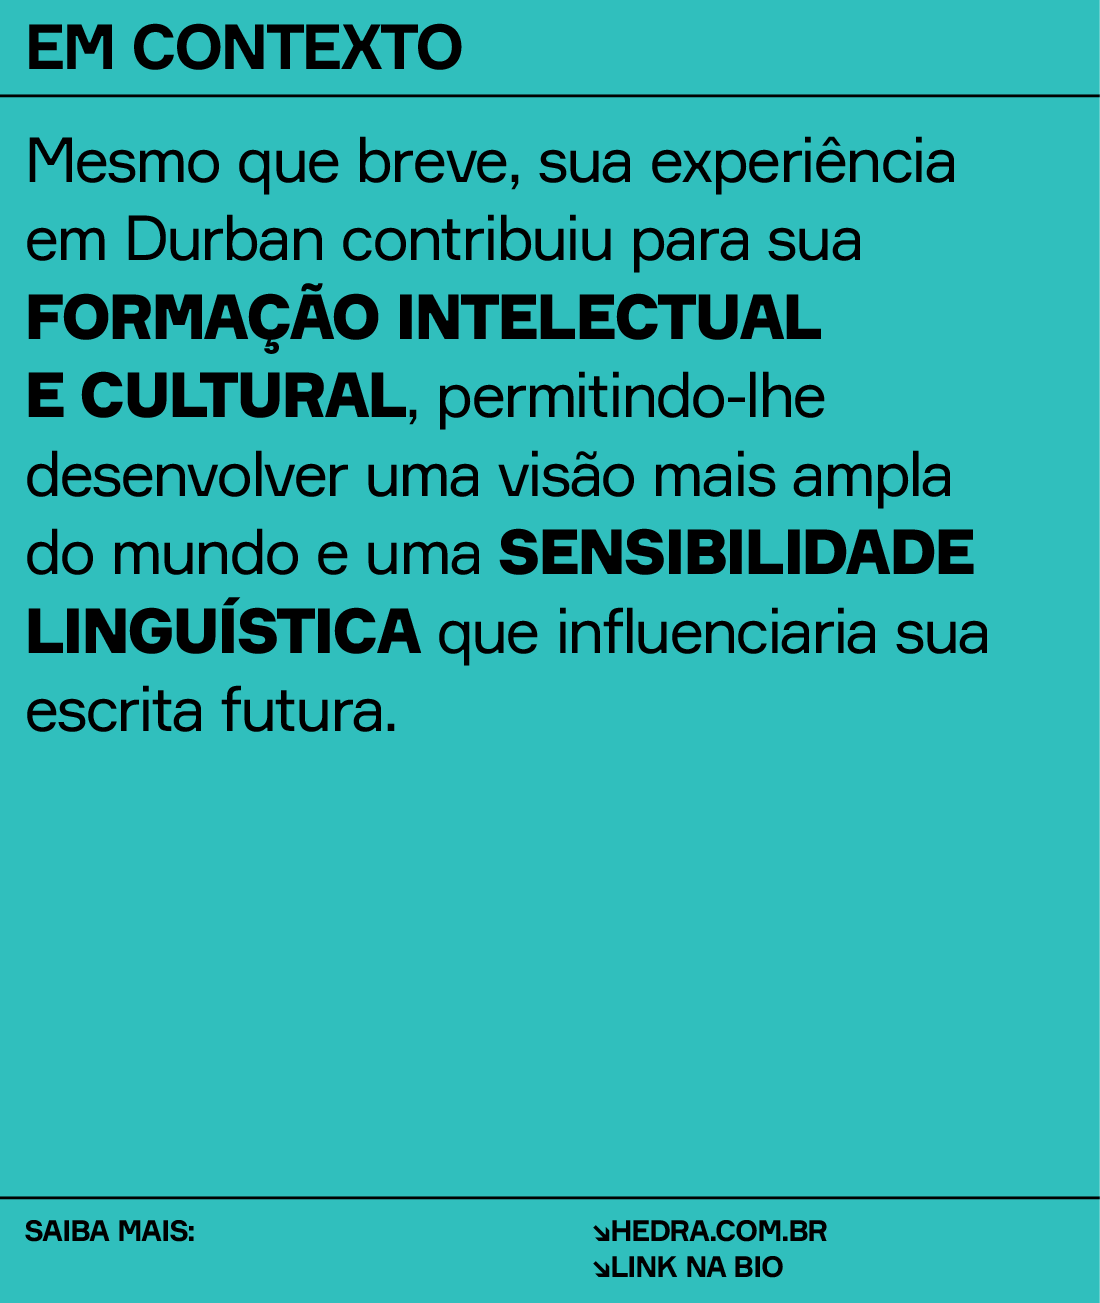 EM CONTEXTO
Mesmo que breve, sua experiência
em Durban contribuiu para sua
FORMAÇÃO INTELECTUAL
E CULTURAL, permitindo-lhe
desenvolver uma visão mais ampla
do mundo e uma SENSIBILIDADE
LINGUÍSTICA que influenciaria sua
escrita futura.
SAIBA MAIS:
↘HEDRA.COM.BR
↘LINK NA BIO